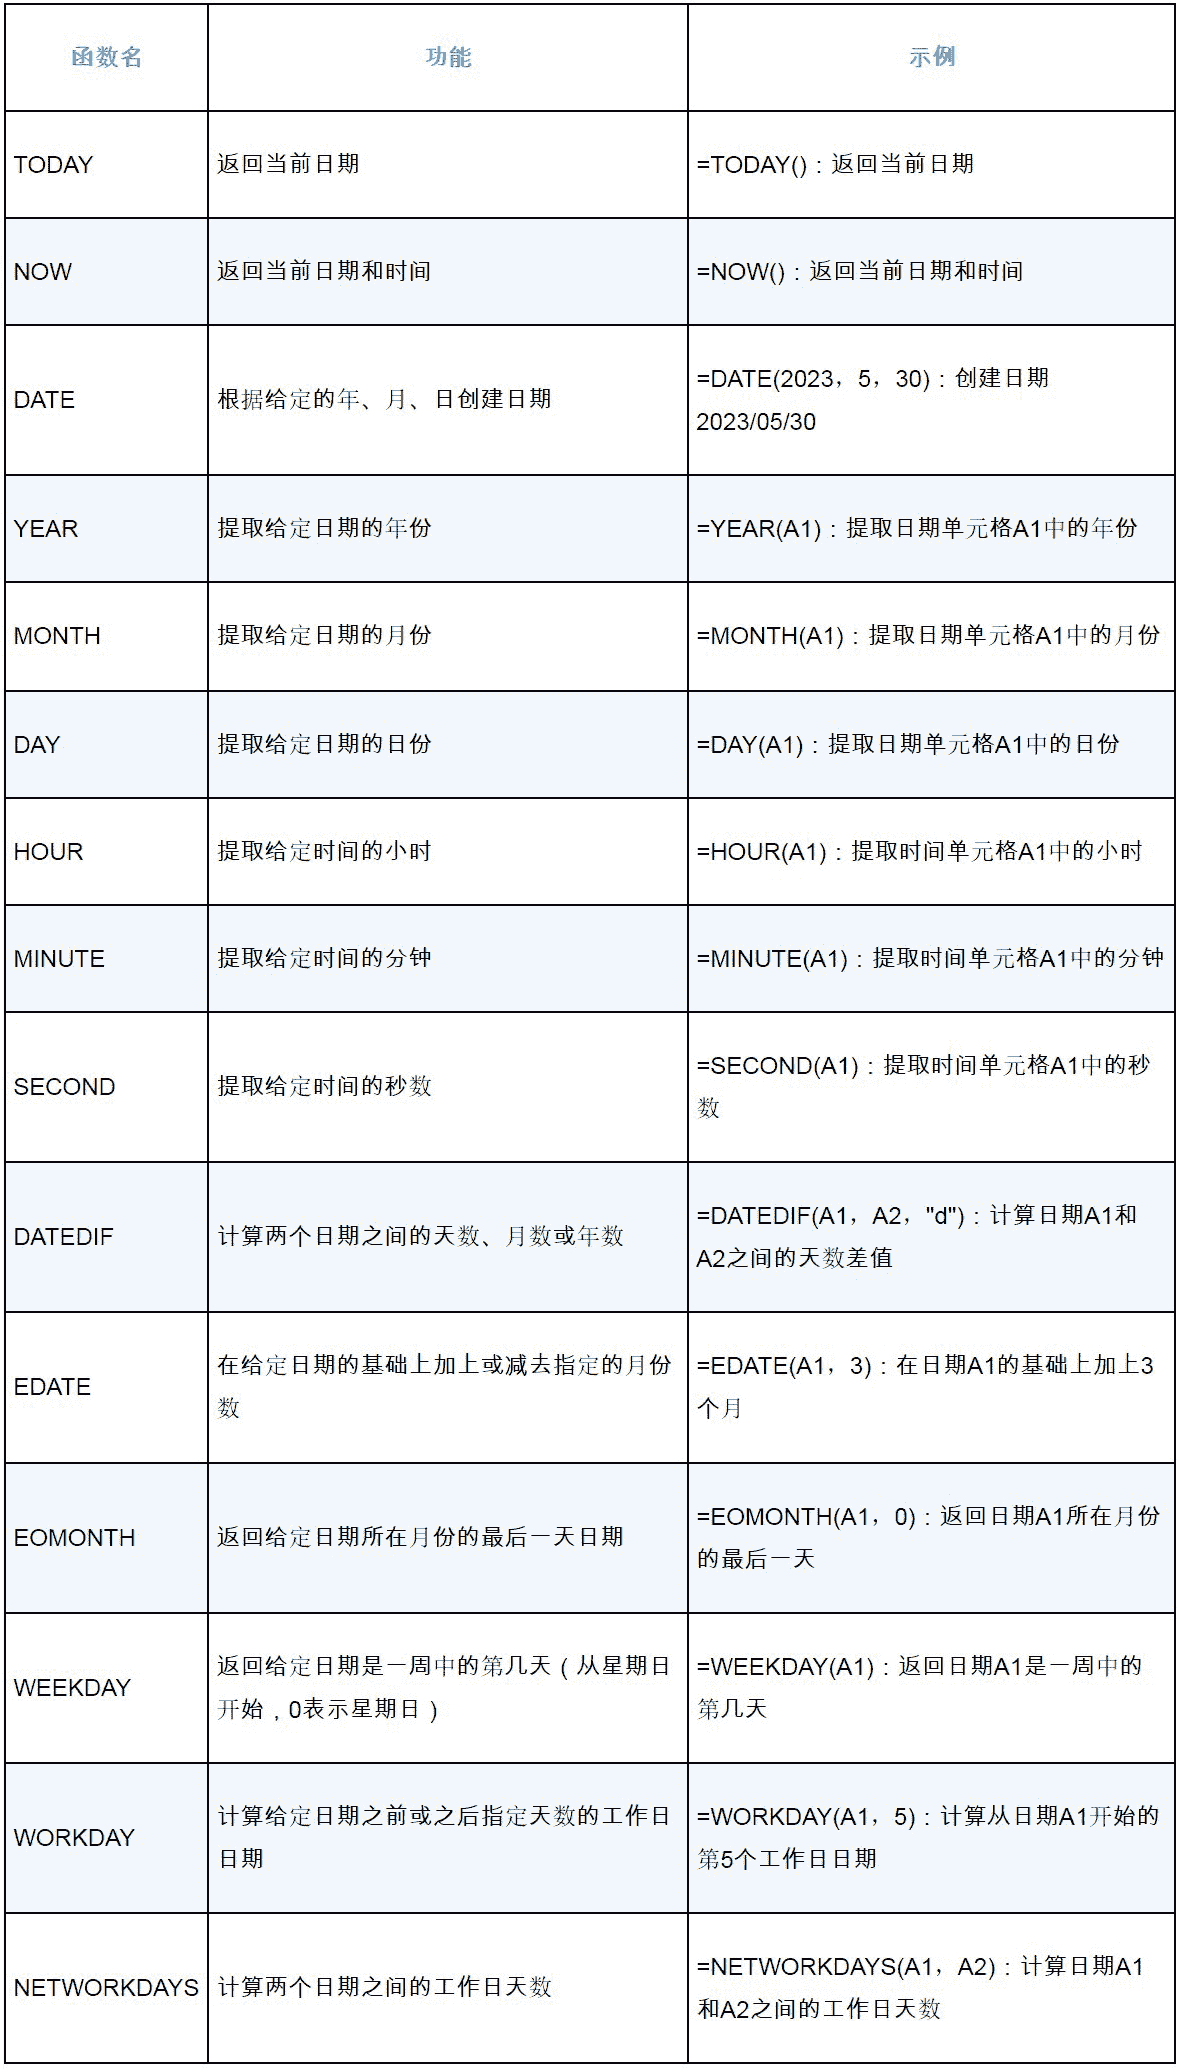 函数名
功能
示例
TODAY
返回当前日期
=TODAY()：返回当前日期
NOW
返回当前日期和时间
=NOW()：返回当前日期和时间
DATE
根据给定的年、月、日创建日期
=DATE(2023，5，30)：创建日期
2023/05/30
YEAR
提取给定日期的年份
=YEAR(A1)：提取日期单元格A1中的年份
MONTH
提取给定日期的月份
=MONTH(A1)：提取日期单元格A1中的月份
DAY
提取给定日期的日份
=DAY(A1)：提取日期单元格A1中的日份
HOUR
提取给定时间的小时
=HOUR(A1)：提取时间单元格A1中的小时
MINUTE
提取给定时间的分钟
=MINUTE(A1)：提取时间单元格A1中的分钟
SECOND
提取给定时间的秒数
=SECOND(A1)：提取时间单元格A1中的秒
数
DATEDIF
计算两个日期之间的天数、月数或年数
=DATEDIF(A1，A2，"d")：计算日期A1和
A2之间的天数差值
EDATE
在给定日期的基础上加上或减去指定的月份
数
=EDATE(A1，3)：在日期A1的基础上加上3
个月
EOMONTH
返回给定日期所在月份的最后一天日期
=EOMONTH(A1，0)：返回日期A1所在月份
的最后一天
WEEKDAY
返回给定日期是一周中的第几天（从星期日
开始，0表示星期日）
=WEEKDAY(A1)：返回日期A1是一周中的
第几天
WORKDAY
计算给定日期之前或之后指定天数的工作日
日期
=WORKDAY(A1，5)：计算从日期A1开始的
第5个工作日日期
NETWORKDAYS
计算两个日期之间的工作日天数
=NETWORKDAYS(A1，A2)：计算日期A1
和A2之间的工作日天数